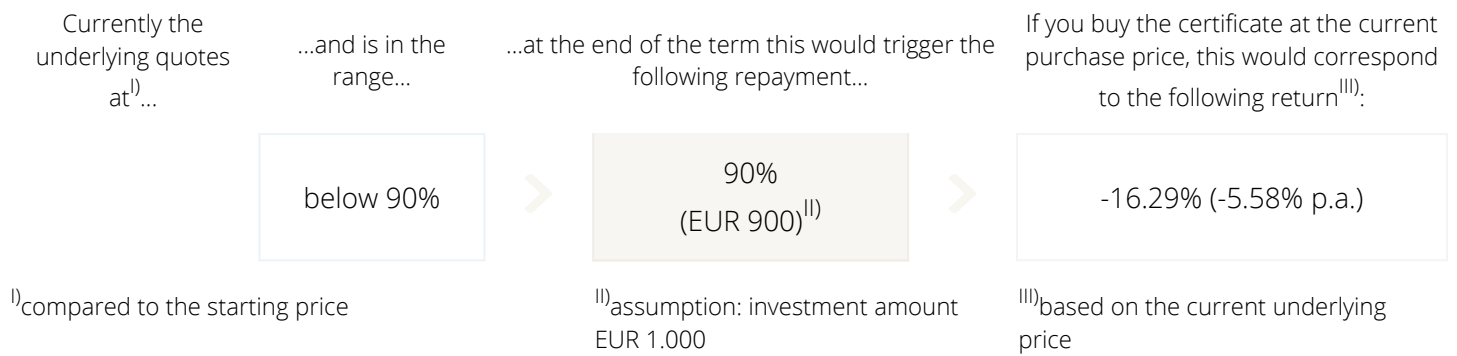 Currently the
underlying quotes
at I)...
...and is in the
range...
...at the end of the term this would trigger the
following repayment...
If you buy the certificate at the current
purchase price, this would correspond
to the following return III):
below 90%
90%
(EUR 900) II)
-16.29% (-5.58% p.a.)
I)compared to the starting price
II)assumption: investment amount
EUR 1.000
III)based on the current underlying
price